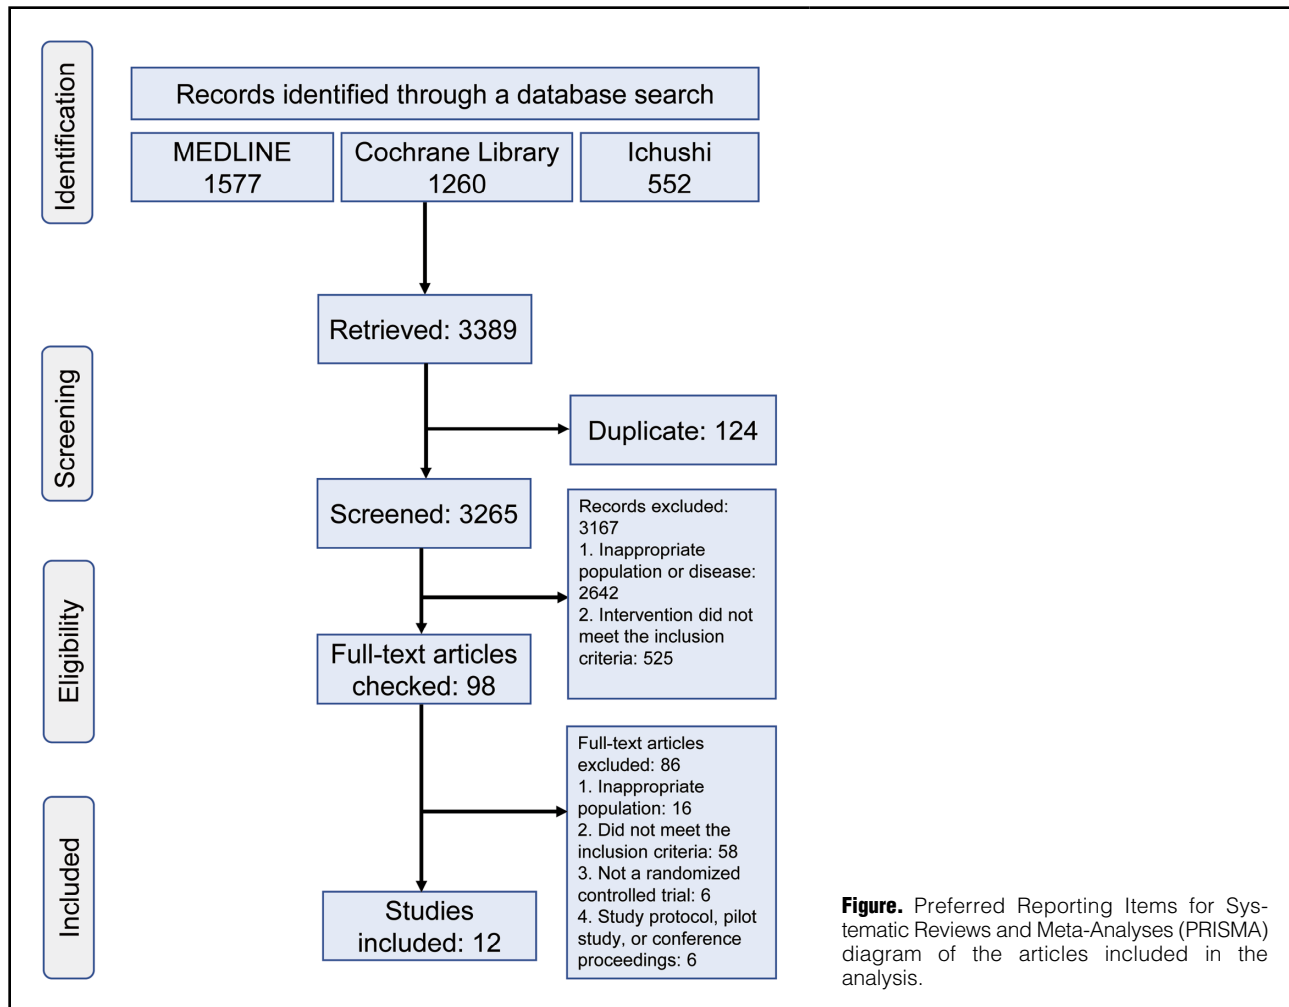 Identification
Records identified through a database search
MEDLINE
1577
Cochrane Library
1260
Ichushi
552
Retrieved: 3389
Screening
Duplicate: 124
Screened: 3265
Records excluded:
3167
1. Inappropriate
population or disease:
2642
2. Intervention did not
meet the inclusion
criteria: 525
Eligibility
Full-text articles
checked: 98
Full-text articles
excluded: 86
1. Inappropriate
population: 16
2. Did not meet the
inclusion criteria: 58
3. Not a randomized
controlled trial: 6
4. Study protocol, pilot
study, or conference
proceedings: 6
Included
Studies
included: 12
Figure. Preferred Reporting Items for Sys-
tematic Reviews and Meta-Analyses (PRISMA)
diagram of the articles included in the
analysis.